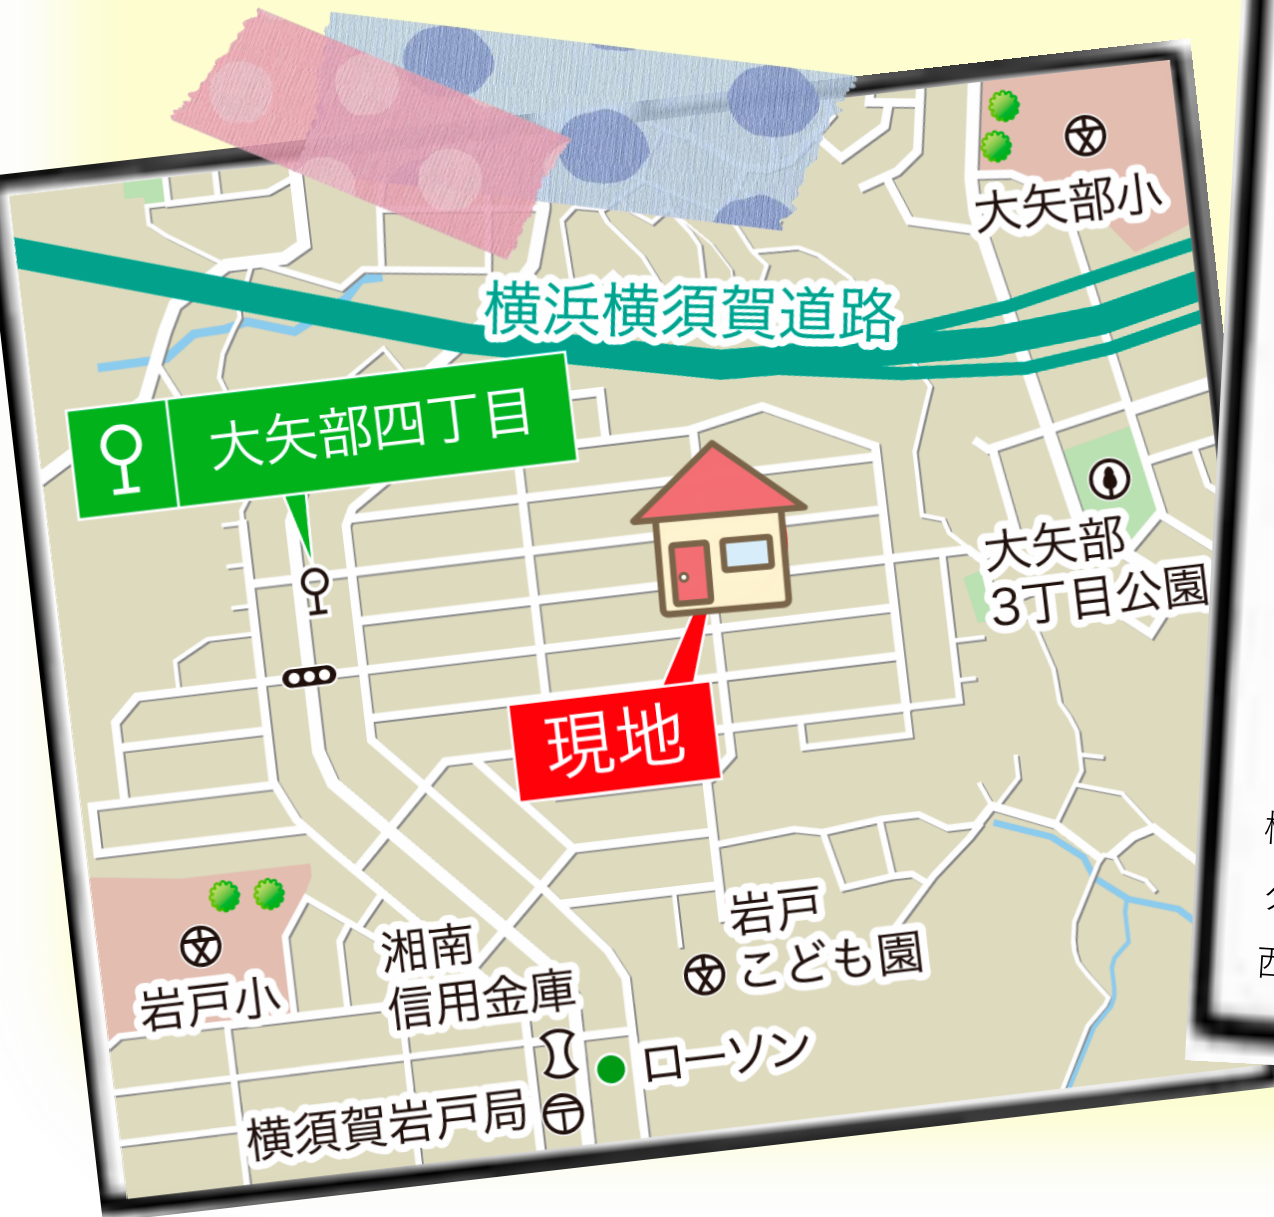 大矢部小
横浜横須賀道路
大矢部四丁目
大矢部
3丁目公園
現地
岩戸
こども園
湘南
信用金庫
岩戸小
ローソン
横須賀岩戸局